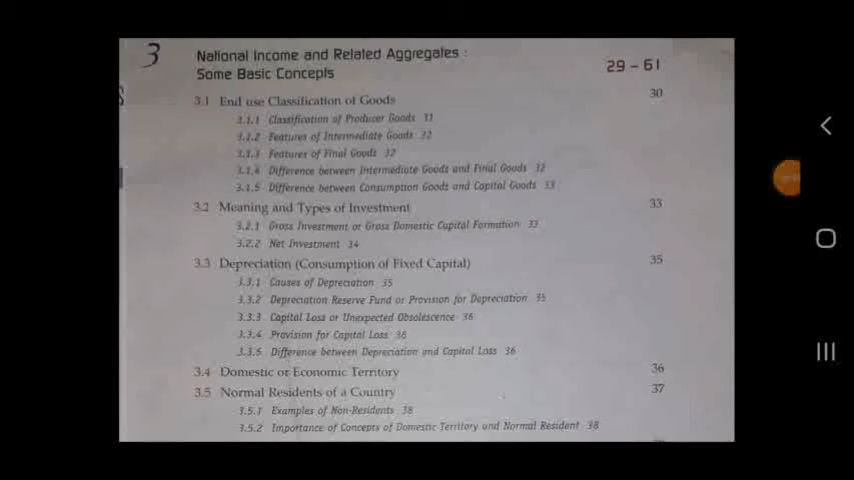 3 National Income and Related Aggregates :
Some Basic Concepts 29 – 61
3.1 End use Classification of Goods 30
3.1.1 Classification of Producer Goods 31
3.1.2 Features of Intermediate Goods 32
3.1.3 Features of Final Goods 32
3.1.4 Difference between Intermediate Goods and Final Goods 32
3.1.5 Difference between Consumption Goods and Capital Goods 33
3.2 Meaning and Types of Investment 33
3.2.1 Gross Investment or Gross Domestic Capital Formation 33
3.2.2 Net Investment 34
3.3 Depreciation (Consumption of Fixed Capital) 35
3.3.1 Causes of Depreciation 35
3.3.2 Depreciation Reserve Fund or Provision for Depreciation 35
3.3.3 Capital Loss or Unexpected Obsolescence 36
3.3.4 Provision for Capital Loss 36
3.3.5 Difference between Depreciation and Capital Loss 36
3.4 Domestic or Economic Territory 36
3.5 Normal Residents of a Country 37
3.5.1 Examples of Non-Residents 38
3.5.2 Importance of Concepts of Domestic Territory and Normal Resident 38